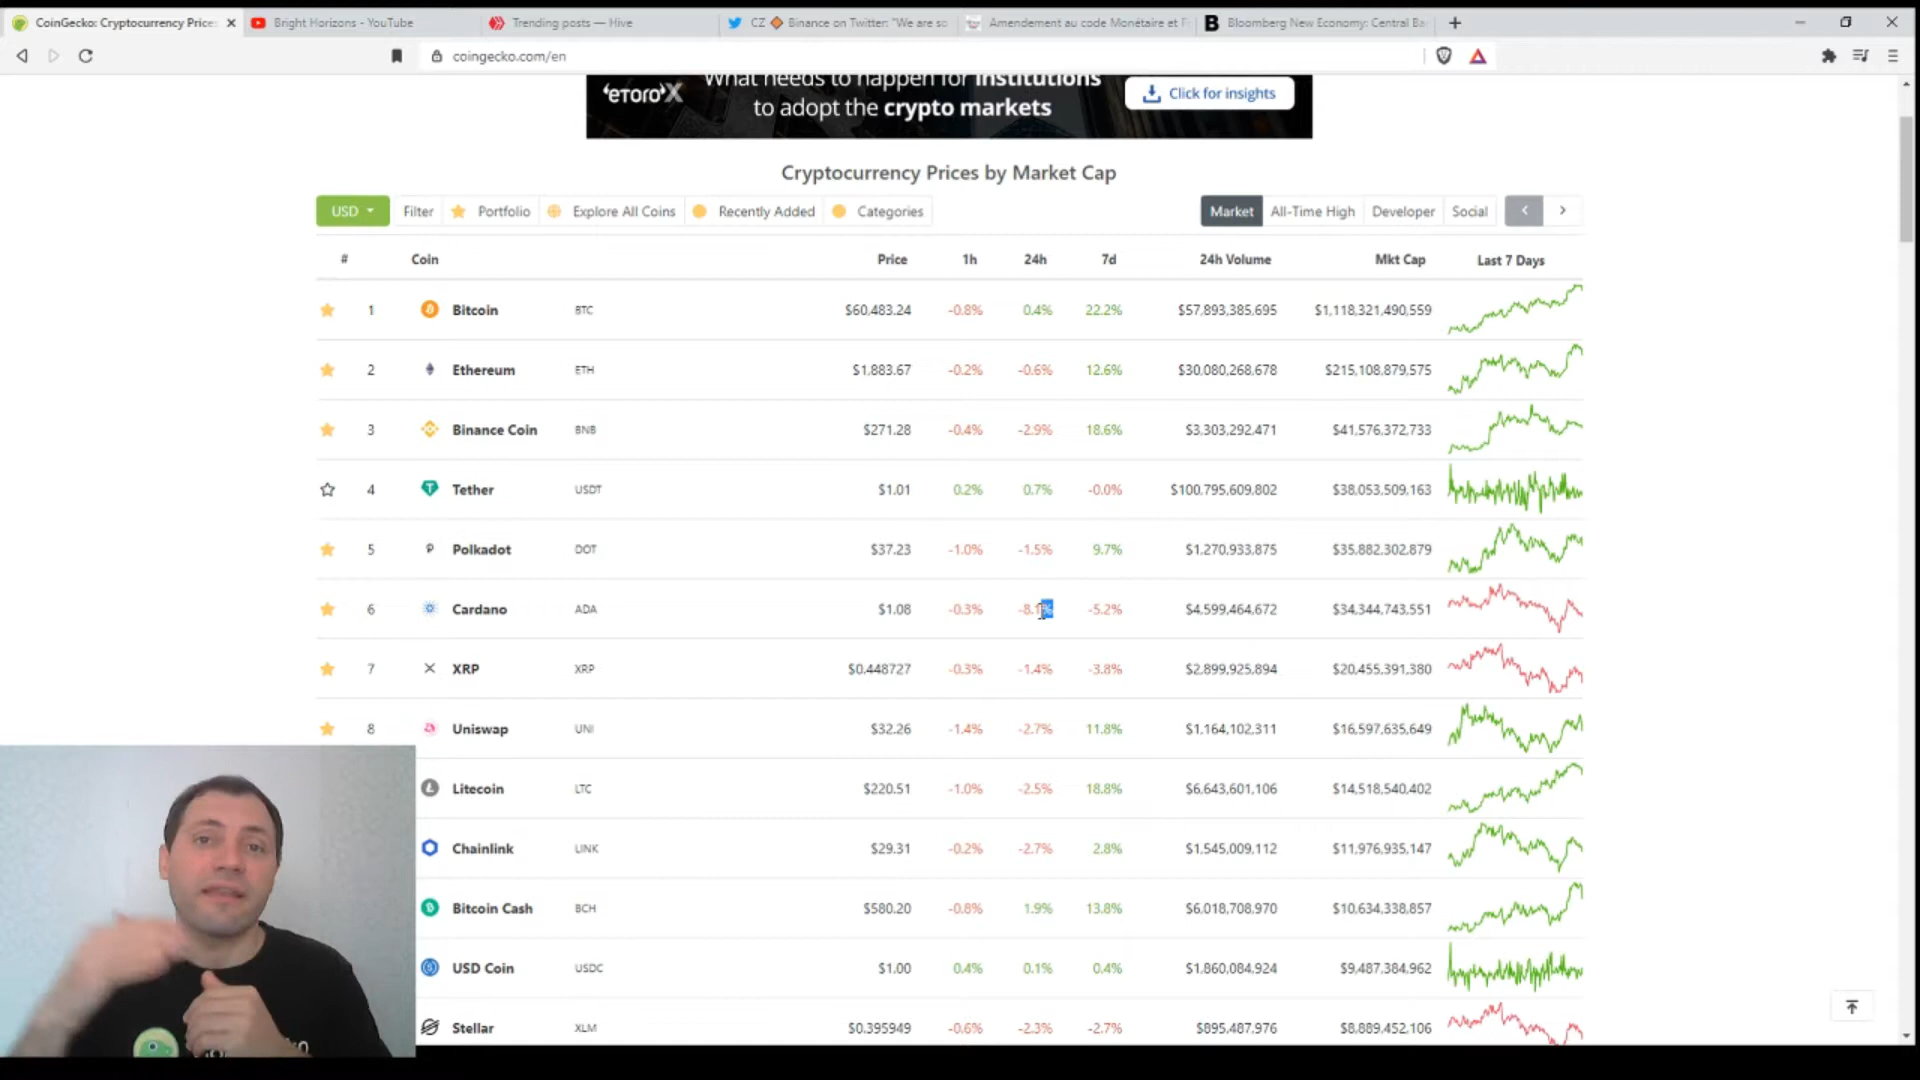 CoinGecko: Cryptocurrency Price
Bright Horizons - YouTube
Trending posts — Hive
CZ 🔶 Binance on Twitter: "We are so
Amendement au code Monétaire et F
B Bloomberg New Economy: Central Ba
coingecko.com/en
'eToro'X
What needs to happen for institutions
to adopt the crypto markets
Click for insights
Cryptocurrency Prices by Market Cap
USD Filter Portfolio Explore All Coins Recently Added Categories Market All-Time High Developer Social
# Coin Price 1h 24h 7d 24h Volume Mkt Cap Last 7 Days
1 Bitcoin BTC $60,483.24 -0.8% 0.4% 22.2% $57,893,385,695 $1,118,321,490,559
2 Ethereum ETH $1,883.67 -0.2% -0.6% 12.6% $30,080,268,678 $215,108,879,575
3 Binance Coin BNB $271.28 -0.4% -2.9% 18.6% $3,303,292,471 $41,576,372,733
4 Tether USDT $1.01 0.2% 0.7% -0.0% $100,795,609,802 $38,053,509,163
5 Polkadot DOT $37.23 -1.0% -1.5% 9.7% $1,270,933,875 $35,882,302,879
6 Cardano ADA $1.08 -0.3% -8.1% -5.2% $4,599,464,672 $34,344,743,551
7 XRP XRP $0.448727 -0.3% -1.4% -3.8% $2,899,925,894 $20,455,391,380
8 Uniswap UNI $32.26 -1.4% -2.7% 11.8% $1,164,102,311 $16,597,635,649
Litecoin LTC $220.51 -1.0% -2.5% 18.8% $6,643,601,106 $14,518,540,402
Chainlink LINK $29.31 -0.2% -2.7% 2.8% $1,545,009,112 $11,976,935,147
Bitcoin Cash BCH $580.20 -0.8% 1.9% 13.8% $6,018,708,970 $10,634,338,857
USD Coin USDC $1.00 0.4% 0.1% 0.4% $1,860,084,924 $9,487,384,962
Stellar XLM $0.395949 -0.6% -2.3% -2.7% $895,487,976 $8,889,452,106